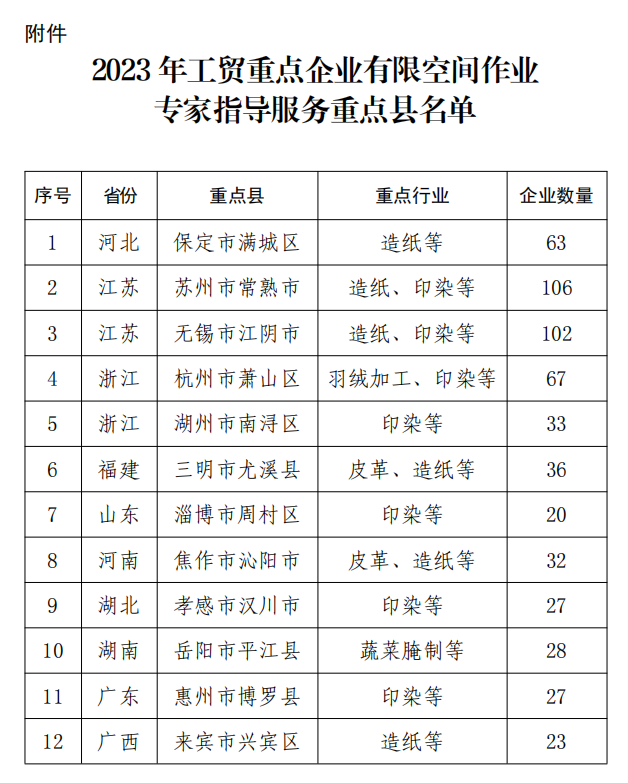 附件
2023 年工贸重点企业有限空间作业
专家指导服务重点县名单
序号 省份 重点县 重点行业 企业数量
1 河北 保定市满城区 造纸等 63
2 江苏 苏州市常熟市 造纸、印染等 106
3 江苏 无锡市江阴市 造纸、印染等 102
4 浙江 杭州市萧山区 羽绒加工、印染等 67
5 浙江 湖州市南浔区 印染等 33
6 福建 三明市尤溪县 皮革、造纸等 36
7 山东 淄博市周村区 印染等 20
8 河南 焦作市沁阳市 皮革、造纸等 32
9 湖北 孝感市汉川市 印染等 27
10 湖南 岳阳市平江县 蔬菜腌制等 28
11 广东 惠州市博罗县 印染等 27
12 广西 来宾市兴宾区 造纸等 23